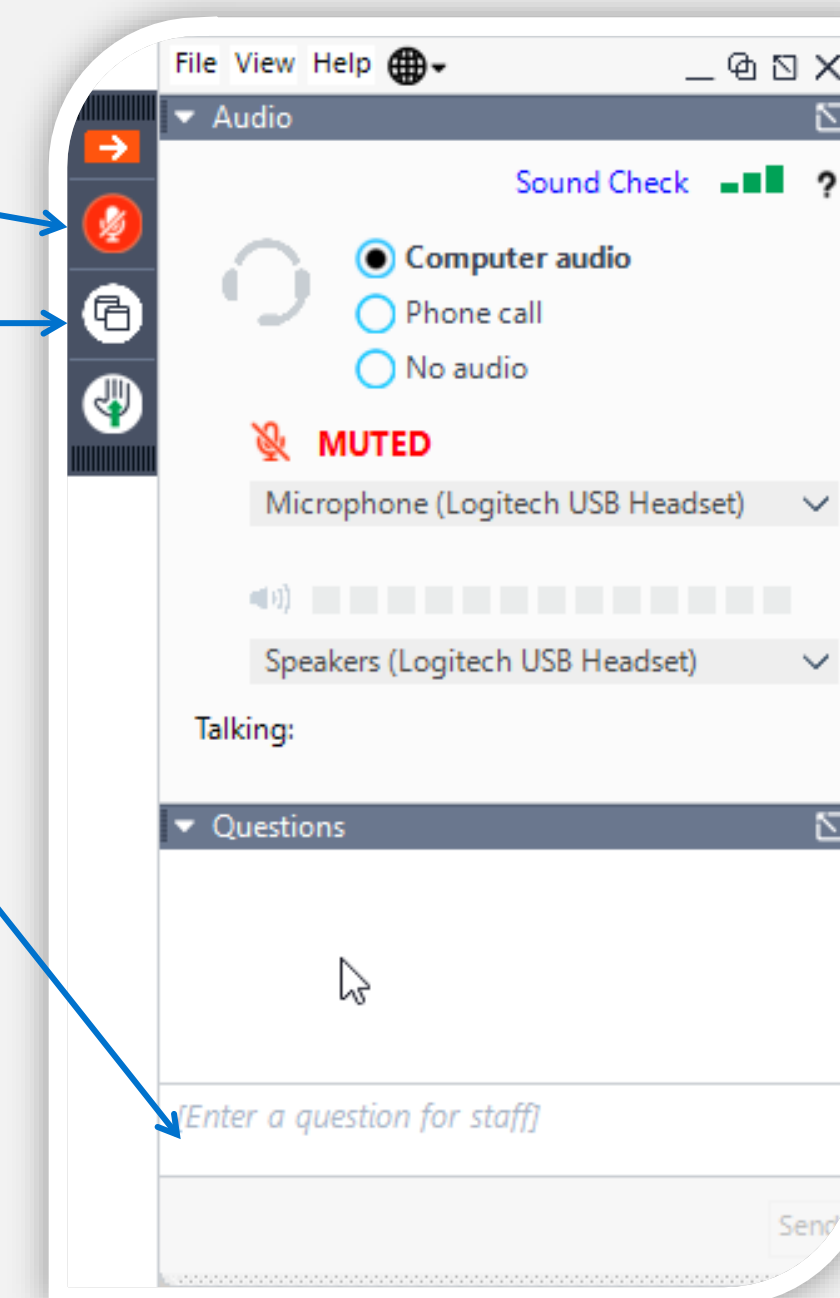 File View Help
Audio
Sound Check ?
Computer audio
Phone call
No audio
MUTED
Microphone (Logitech USB Headset)
Speakers (Logitech USB Headset)
Talking:
Questions
[Enter a question for staff]
Send